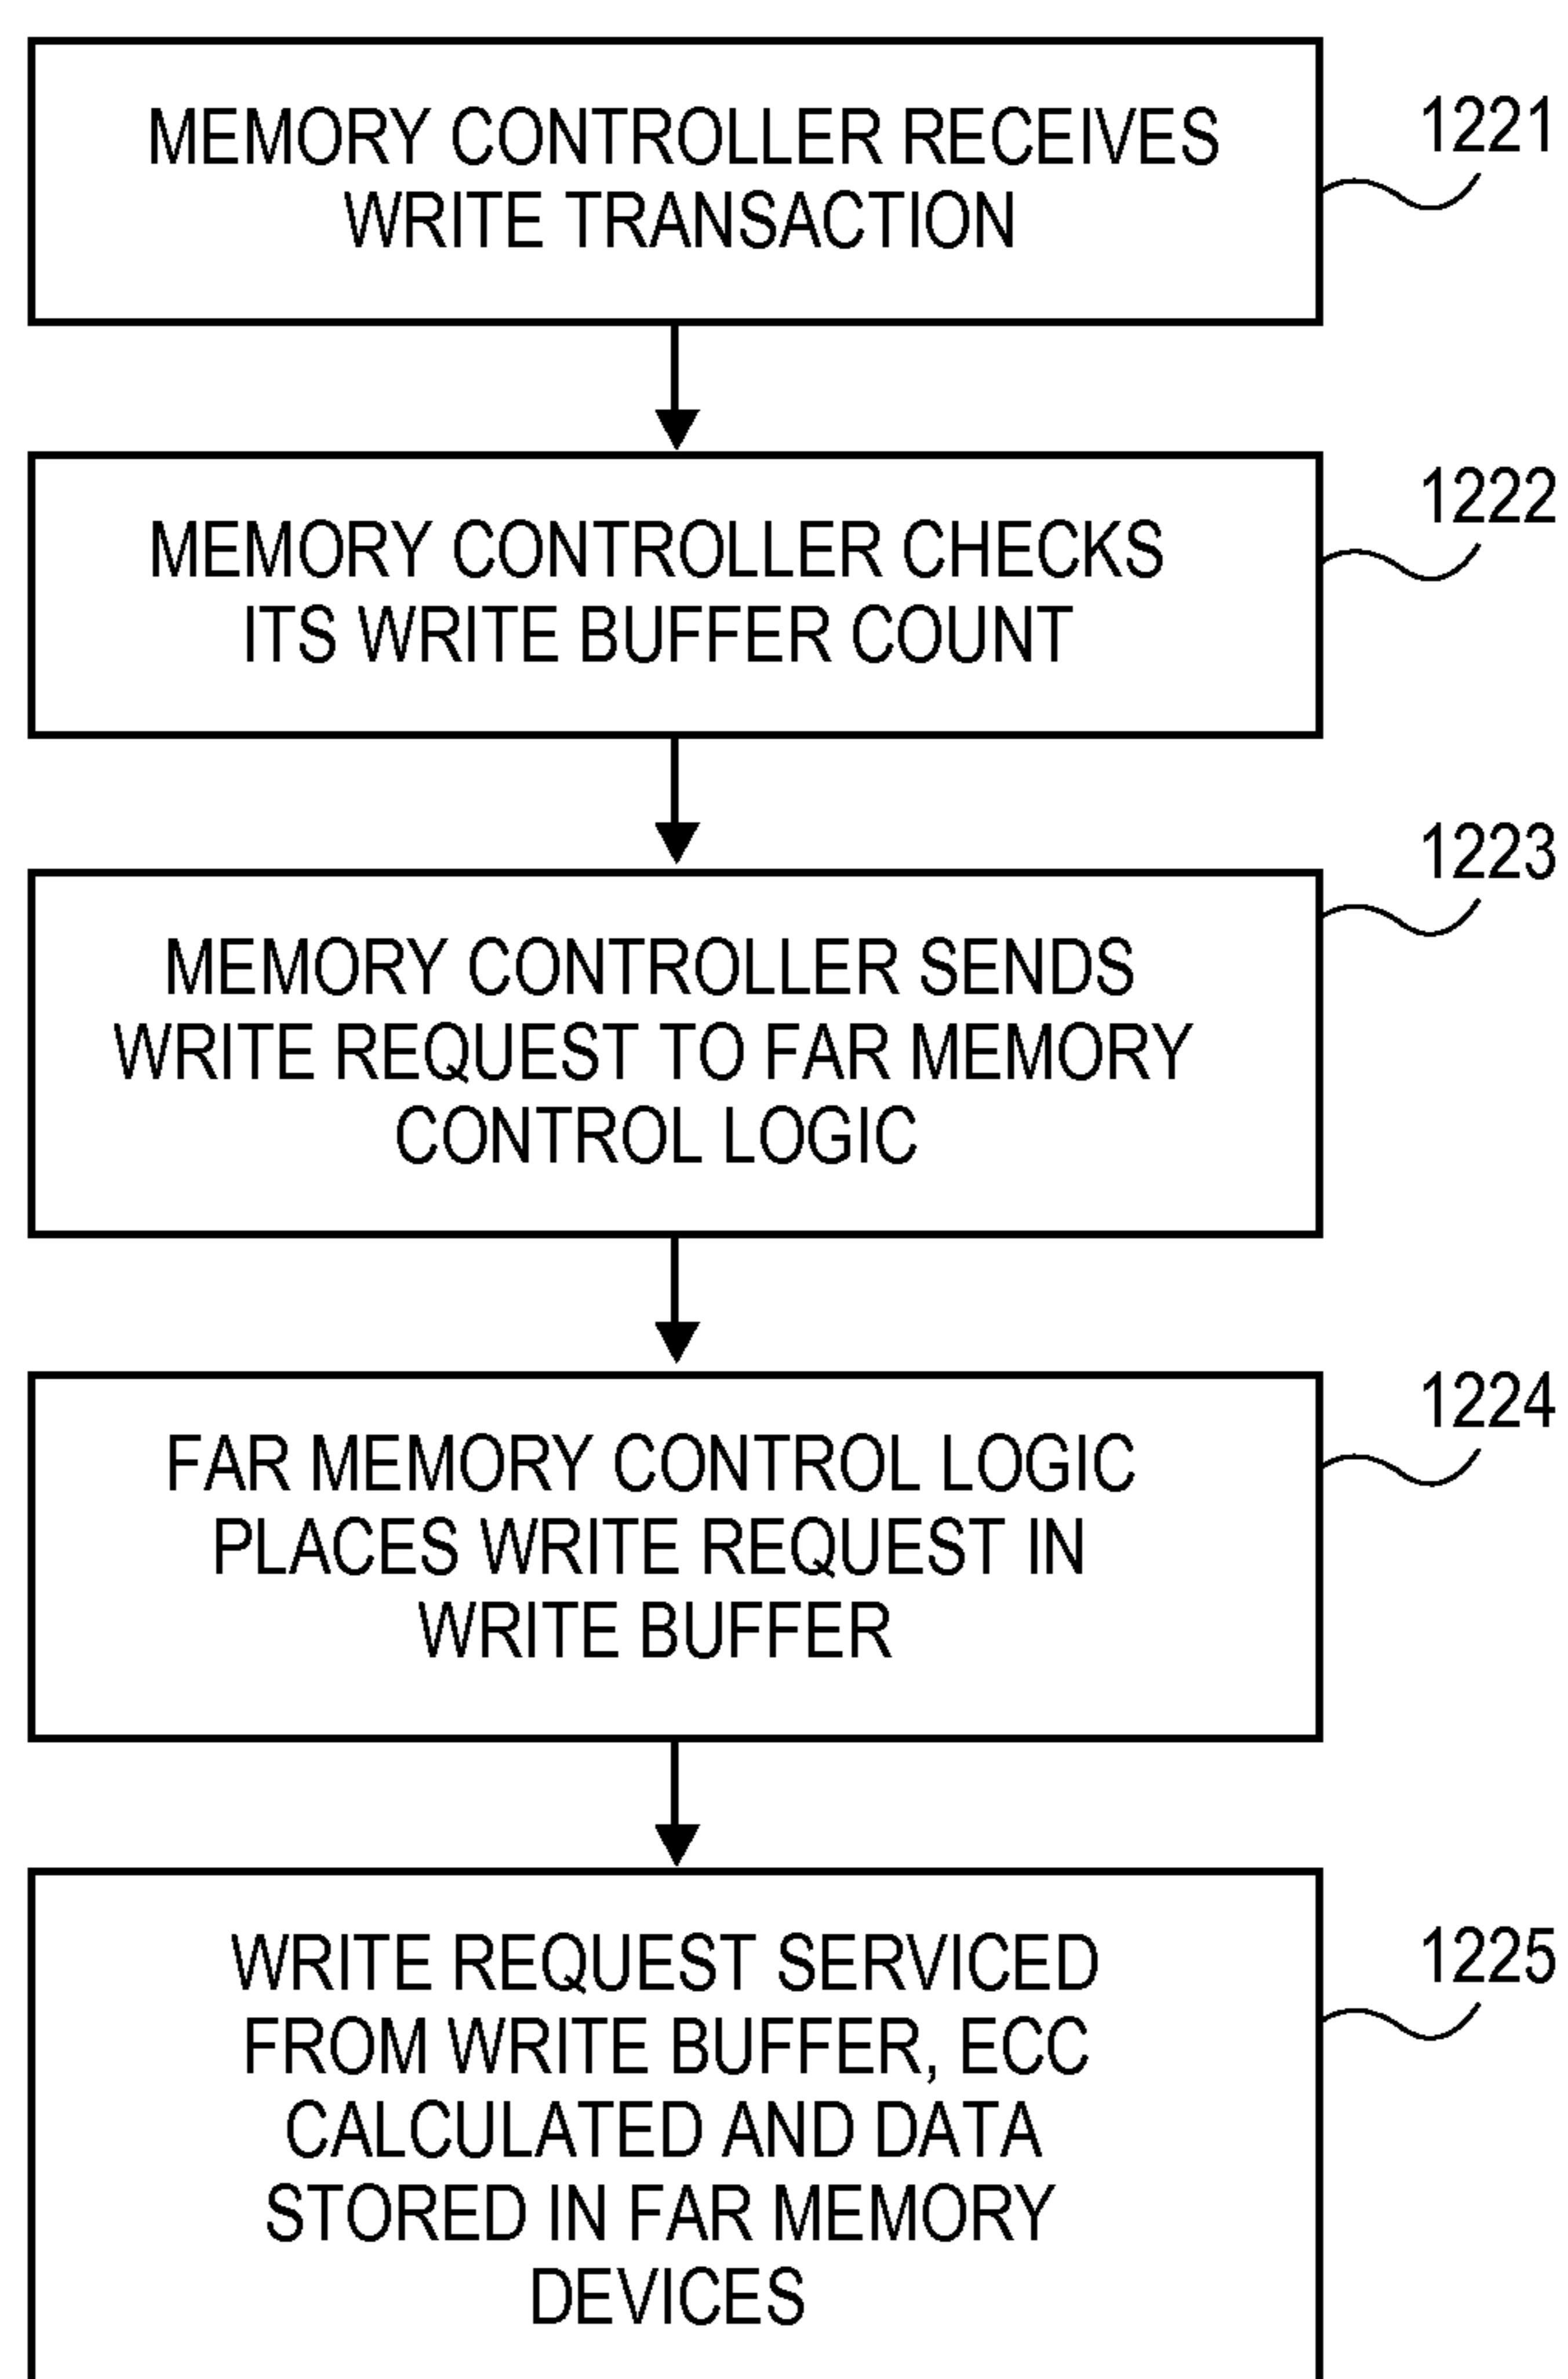 MEMORY CONTROLLER RECEIVES
WRITE TRANSACTION
1221
MEMORY CONTROLLER CHECKS
ITS WRITE BUFFER COUNT
1222
MEMORY CONTROLLER SENDS
WRITE REQUEST TO FAR MEMORY
CONTROL LOGIC
1223
FAR MEMORY CONTROL LOGIC
PLACES WRITE REQUEST IN
WRITE BUFFER
1224
WRITE REQUEST SERVICED
FROM WRITE BUFFER, ECC
CALCULATED AND DATA
STORED IN FAR MEMORY
DEVICES
1225